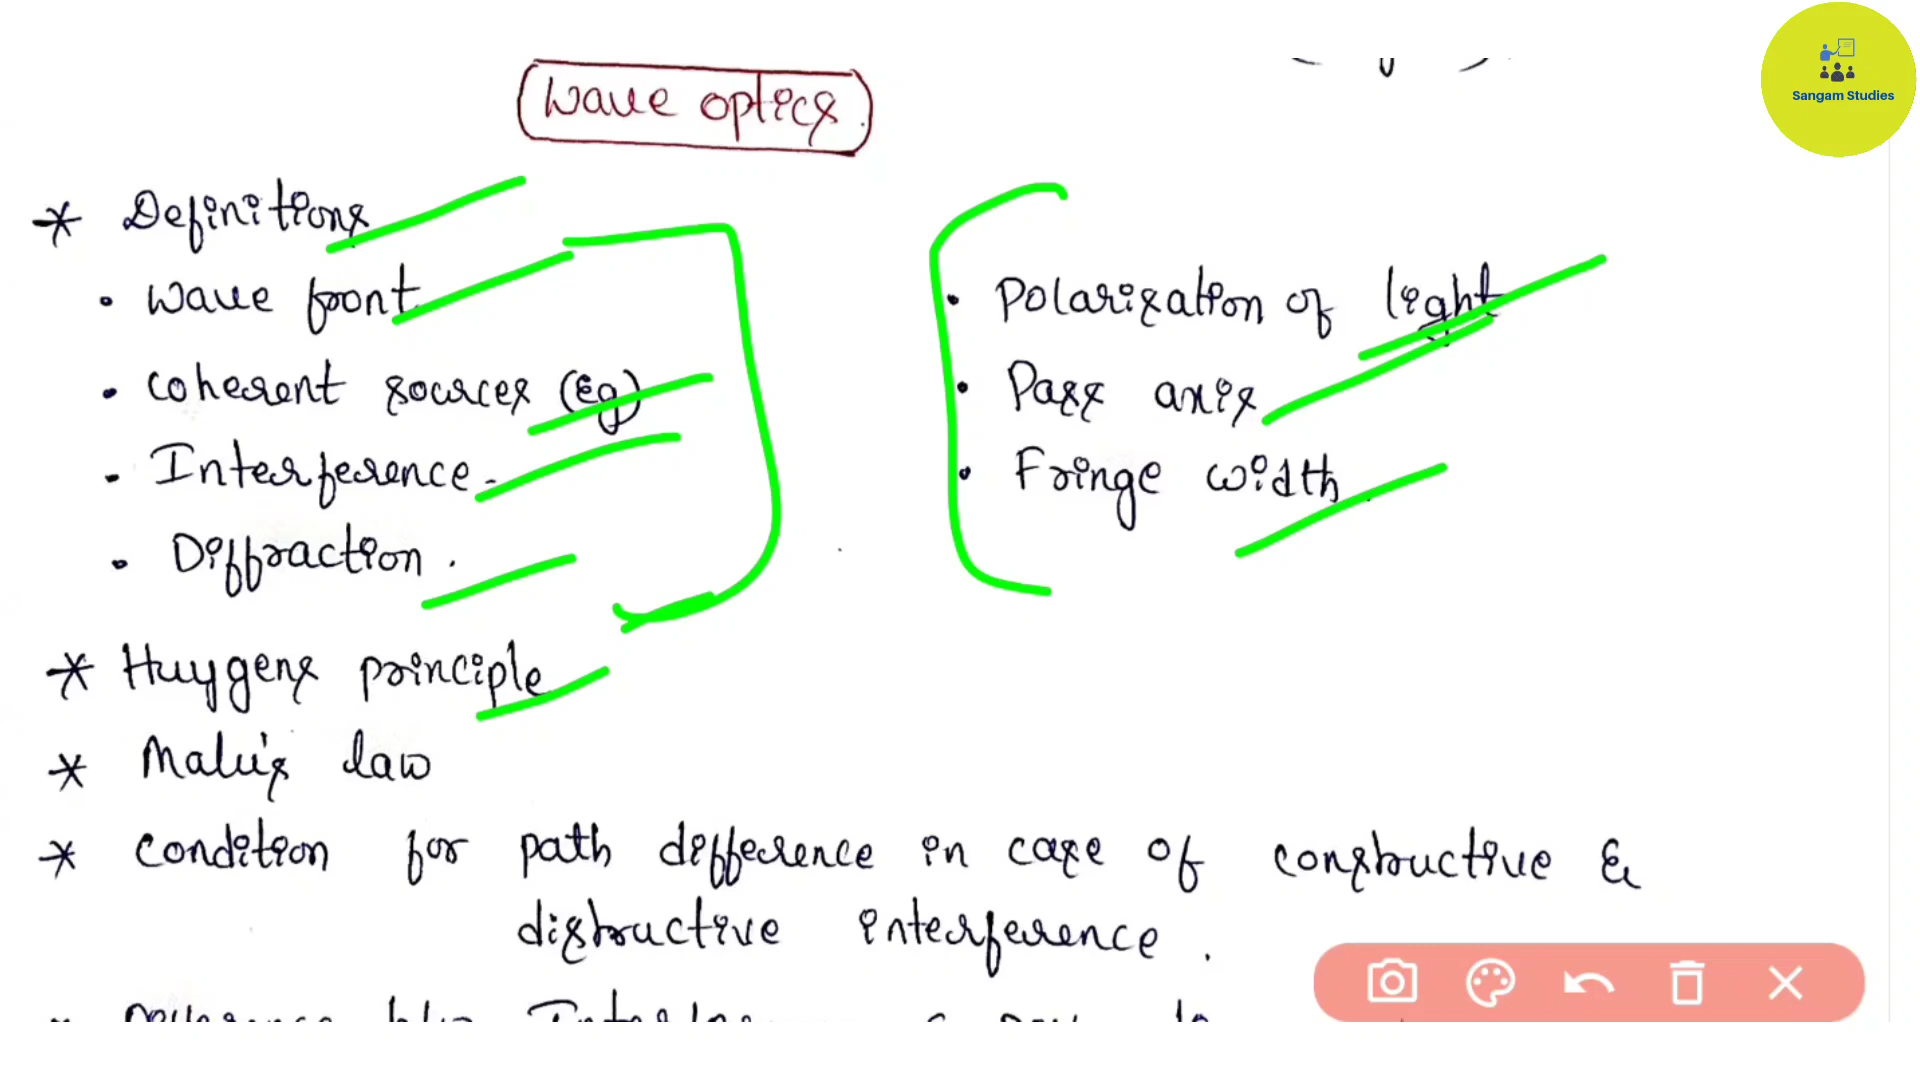 Sangam Studies
Wave optics.
* Definitions
• Wave front
• Coherent sources (Eg)
• Interference.
• Diffraction.
• Polarization of light
• Pass axis
• Fringe width.
* Huygens principle
* Malu's law
* Condition for path difference in case of constructive &
distructive interference.